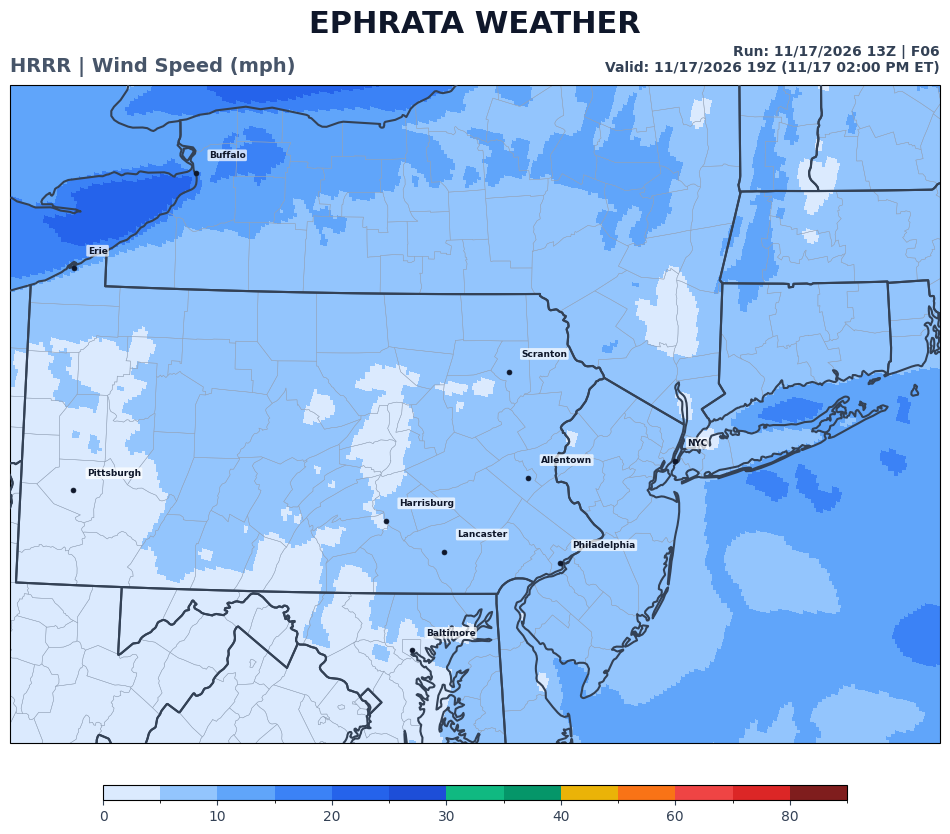 EPHRATA WEATHER
HRRR | Wind Speed (mph)
Run: 11/17/2026 13Z | F06
Valid: 11/17/2026 19Z (11/17 02:00 PM ET)
Buffalo
Erie
Scranton
NYC
Pittsburgh
Allentown
Harrisburg
Lancaster
Philadelphia
Baltimore
0 10 20 30 40 60 80